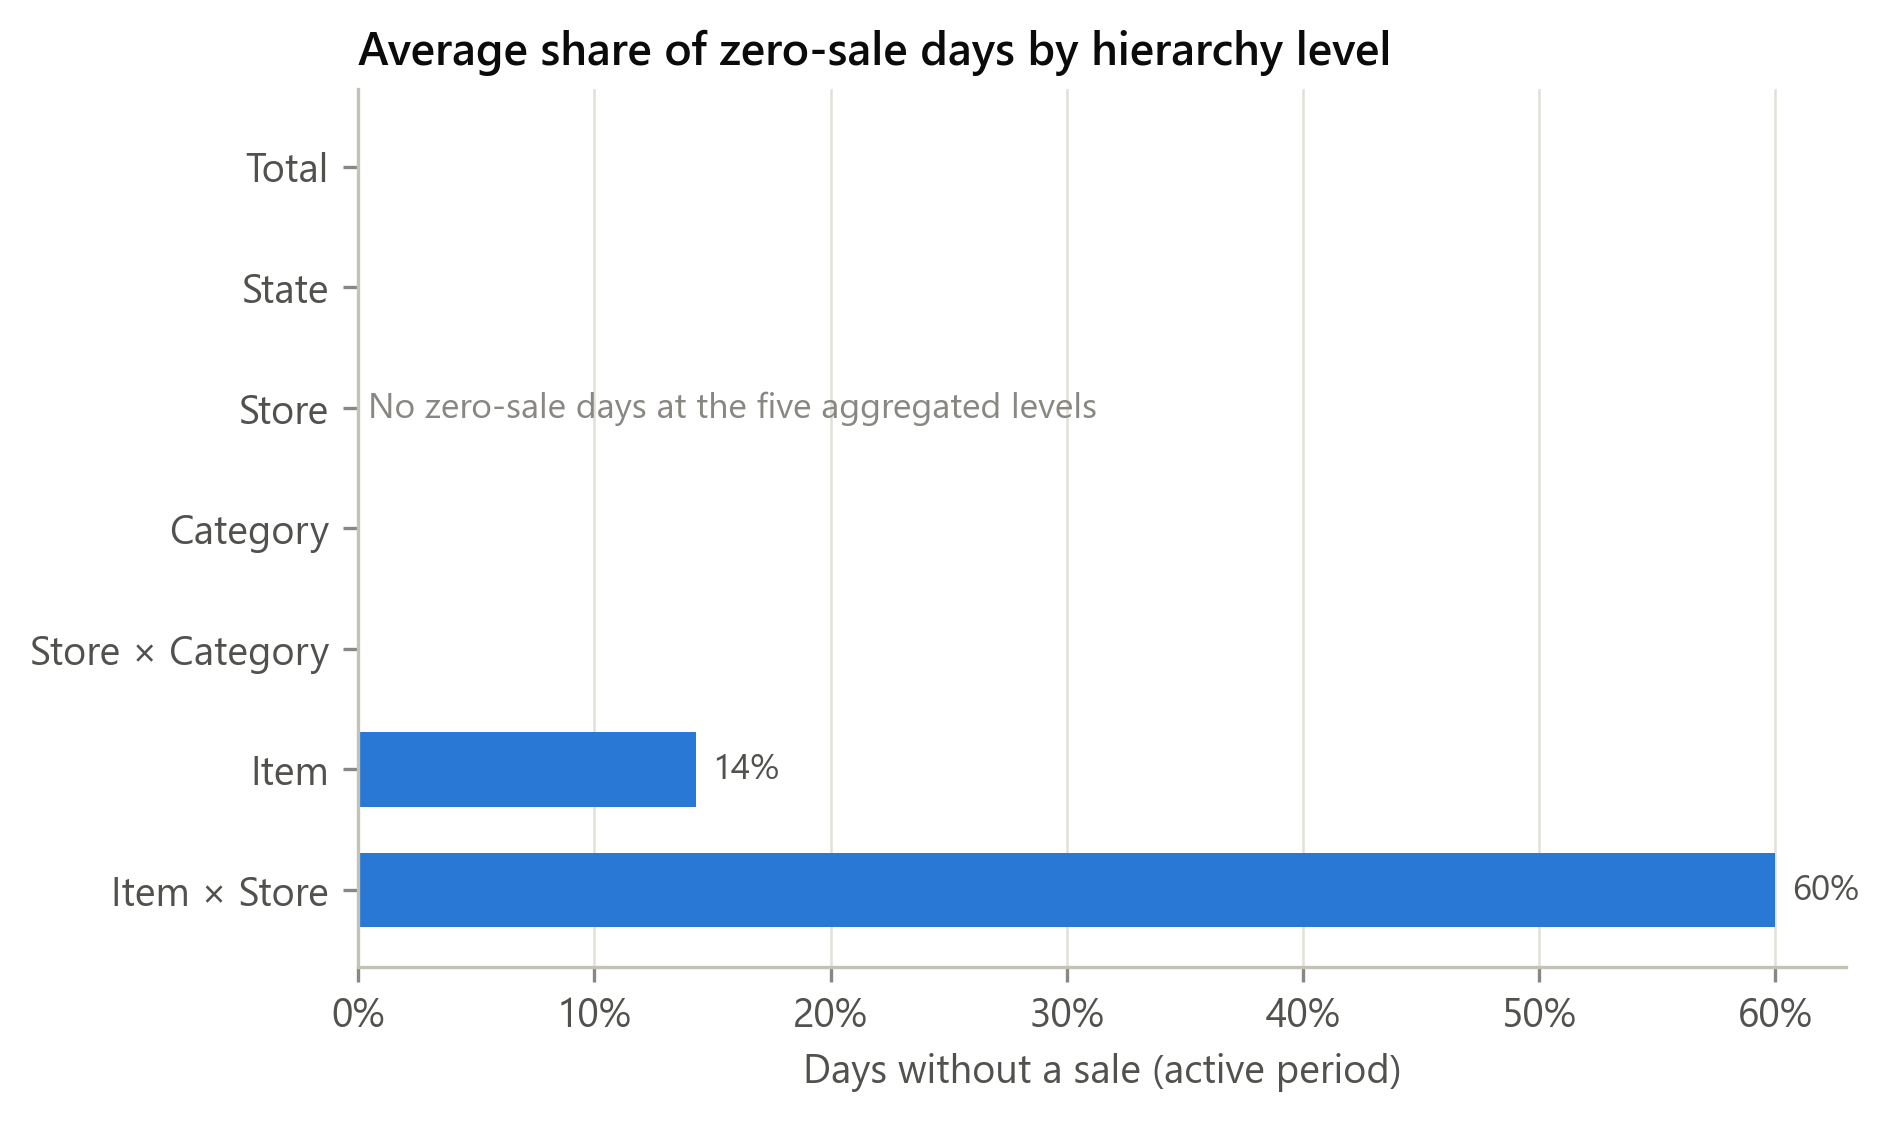 Average share of zero-sale days by hierarchy level
Total
State
Store
No zero-sale days at the five aggregated levels
Category
Store × Category
Item
14%
Item × Store
60%
0%
10%
20%
30%
40%
50%
60%
Days without a sale (active period)